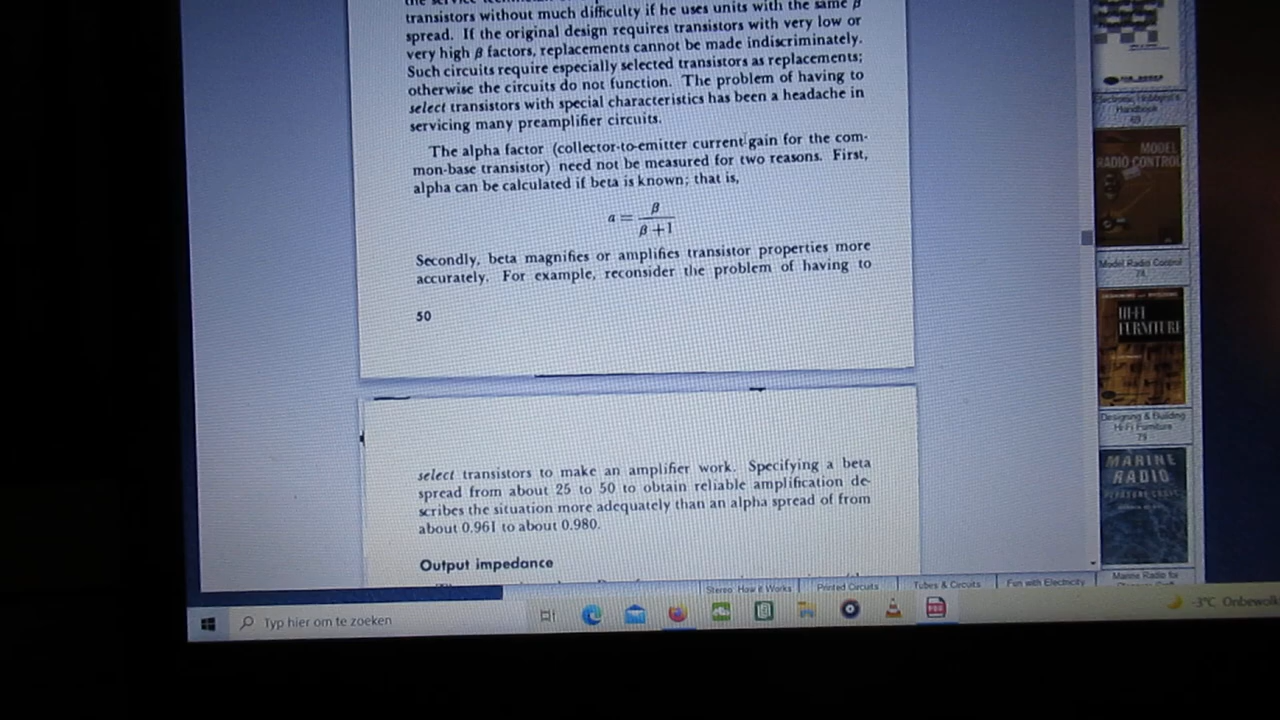 transistors without much difficulty if he uses units with the same β
spread. If the original design requires transistors with very low or
very high β factors, replacements cannot be made indiscriminately.
Such circuits require especially selected transistors as replacements;
otherwise the circuits do not function. The problem of having to
select transistors with special characteristics has been a headache in
servicing many preamplifier circuits.
The alpha factor (collector-to-emitter current gain for the com-
mon-base transistor) need not be measured for two reasons. First,
alpha can be calculated if beta is known; that is,
α = β / β + 1
Secondly, beta magnifies or amplifies transistor properties more
accurately. For example, reconsider the problem of having to
50
select transistors to make an amplifier work. Specifying a beta
spread from about 25 to 50 to obtain reliable amplification de-
scribes the situation more adequately than an alpha spread of from
about 0.961 to about 0.980.
Output impedance
Handbook
69
MODEL
RADIO CONTROL
Model Radio Control
74
HI-FI
FURNITURE
Designing & Building
Hi-Fi Furniture
79
MARINE
RADIO
Marine Radio for
Stereo How it Works
Printed Circuits
Tubes & Circuits
Fun with Electricity
Typ hier om te zoeken
-3°C Onbewolk